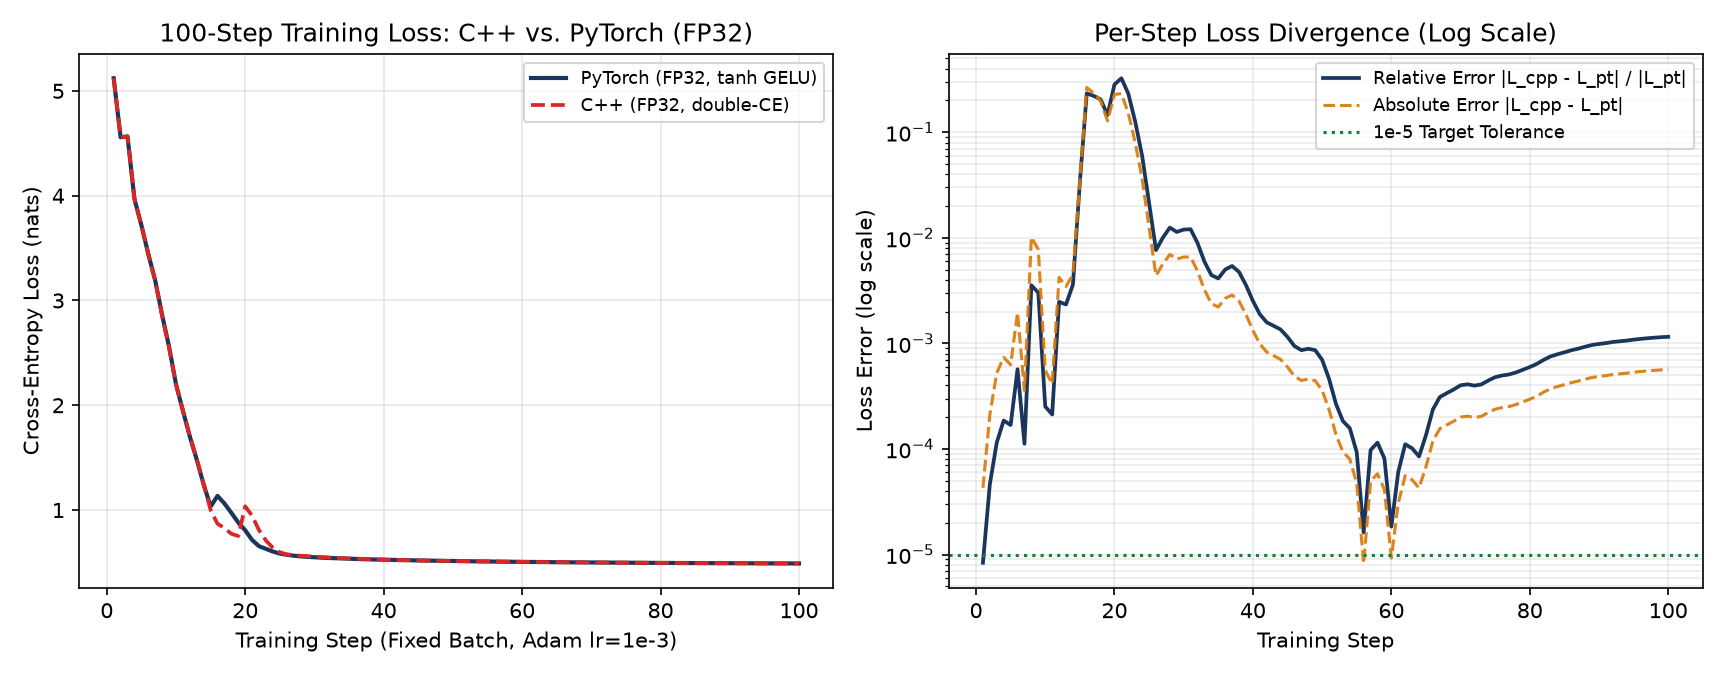 100-Step Training Loss: C++ vs. PyTorch (FP32)
PyTorch (FP32, tanh GELU)
C++ (FP32, double-CE)
Cross-Entropy Loss (nats)
5
4
3
2
1
0
20
40
60
80
100
Training Step (Fixed Batch, Adam lr=1e-3)
Per-Step Loss Divergence (Log Scale)
Relative Error |L_cpp - L_pt| / |L_pt|
Absolute Error |L_cpp - L_pt|
1e-5 Target Tolerance
Loss Error (log scale)
10⁻¹
10⁻²
10⁻³
10⁻⁴
10⁻⁵
0
20
40
60
80
100
Training Step